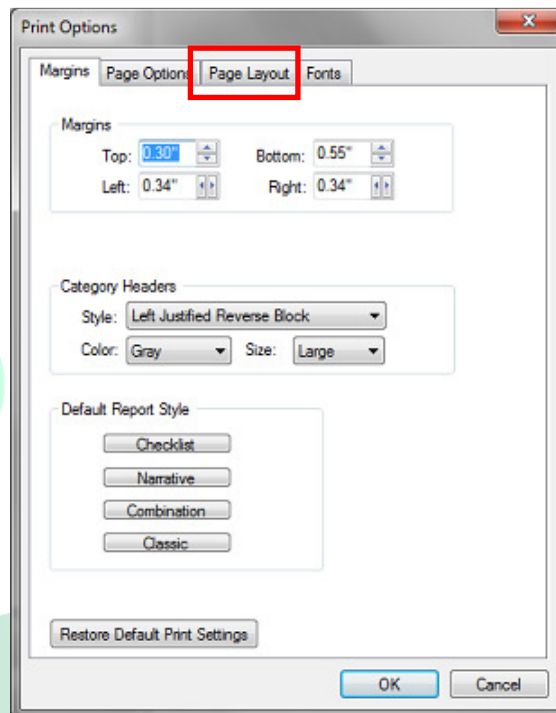 Print Options
Margins Page Options Page Layout Fonts
Margins
Top: 0.30" Bottom: 0.55"
Left: 0.34" Right: 0.34"
Category Headers
Style: Left Justified Reverse Block
Color: Gray Size: Large
Default Report Style
Checklist
Narrative
Combination
Classic
Restore Default Print Settings
OK Cancel